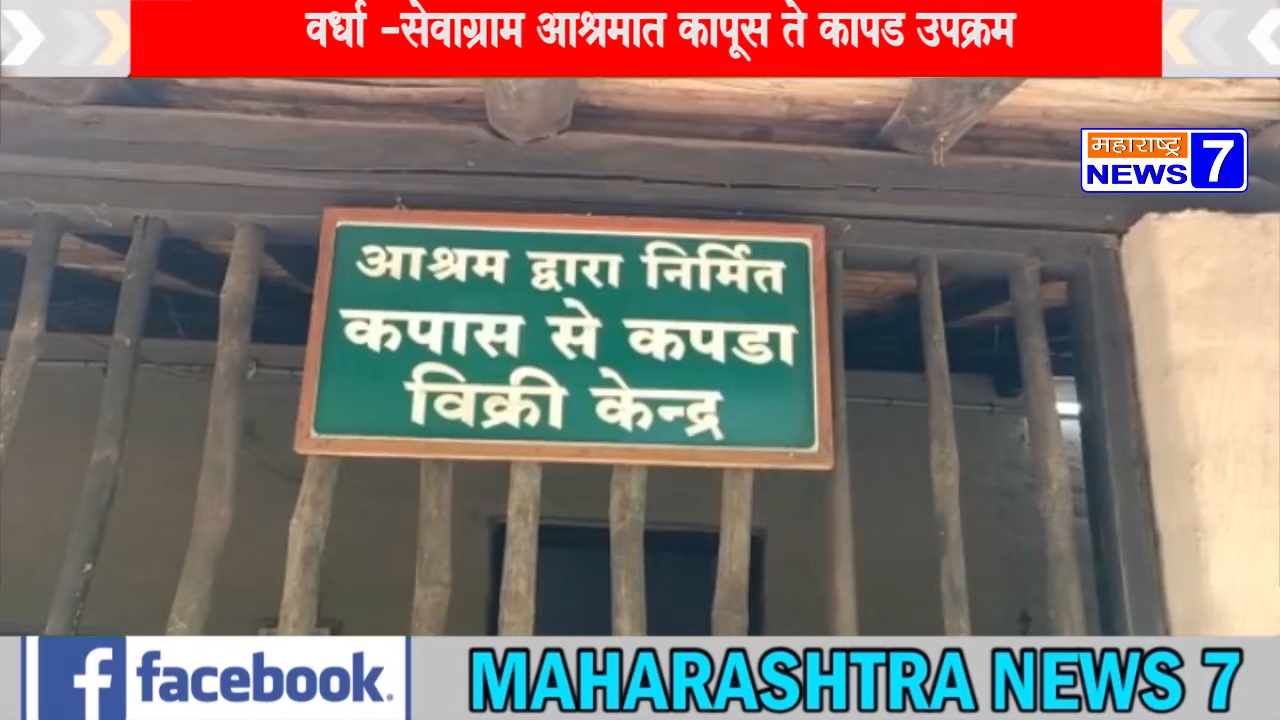 वर्धा -सेवाग्राम आश्रमात कापूस ते कापड उपक्रम
महाराष्ट्र
NEWS 7
आश्रम द्वारा निर्मित
कपास से कपडा
विक्री केन्द्र
facebook.
MAHARASHTRA NEWS 7